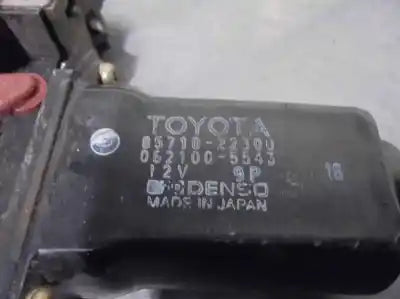 TOYOTA
85710-22300
062100-5543
12V 9P 18
DENSO
MADE IN JAPAN